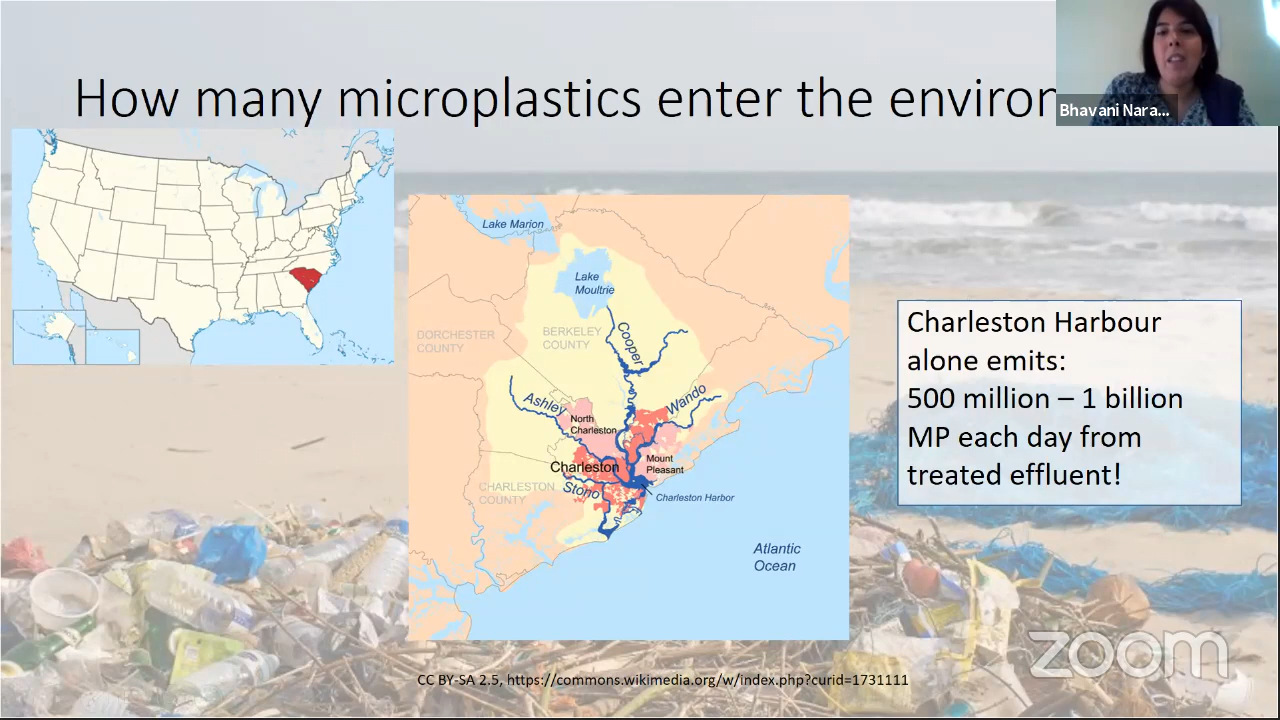 How many microplastics enter the environ
Bhavani Nara...
Lake Marion
Lake
Moultrie
DORCHESTER
COUNTY
BERKELEY
COUNTY
Cooper
Ashley
Wando
North
Charleston
Charleston
Mount
Pleasant
CHARLESTON
COUNTY
Stono
Charleston Harbor
Atlantic
Ocean
Charleston Harbour
alone emits:
500 million – 1 billion
MP each day from
treated effluent!
zoom
CC BY-SA 2.5, https://commons.wikimedia.org/w/index.php?curid=1731111